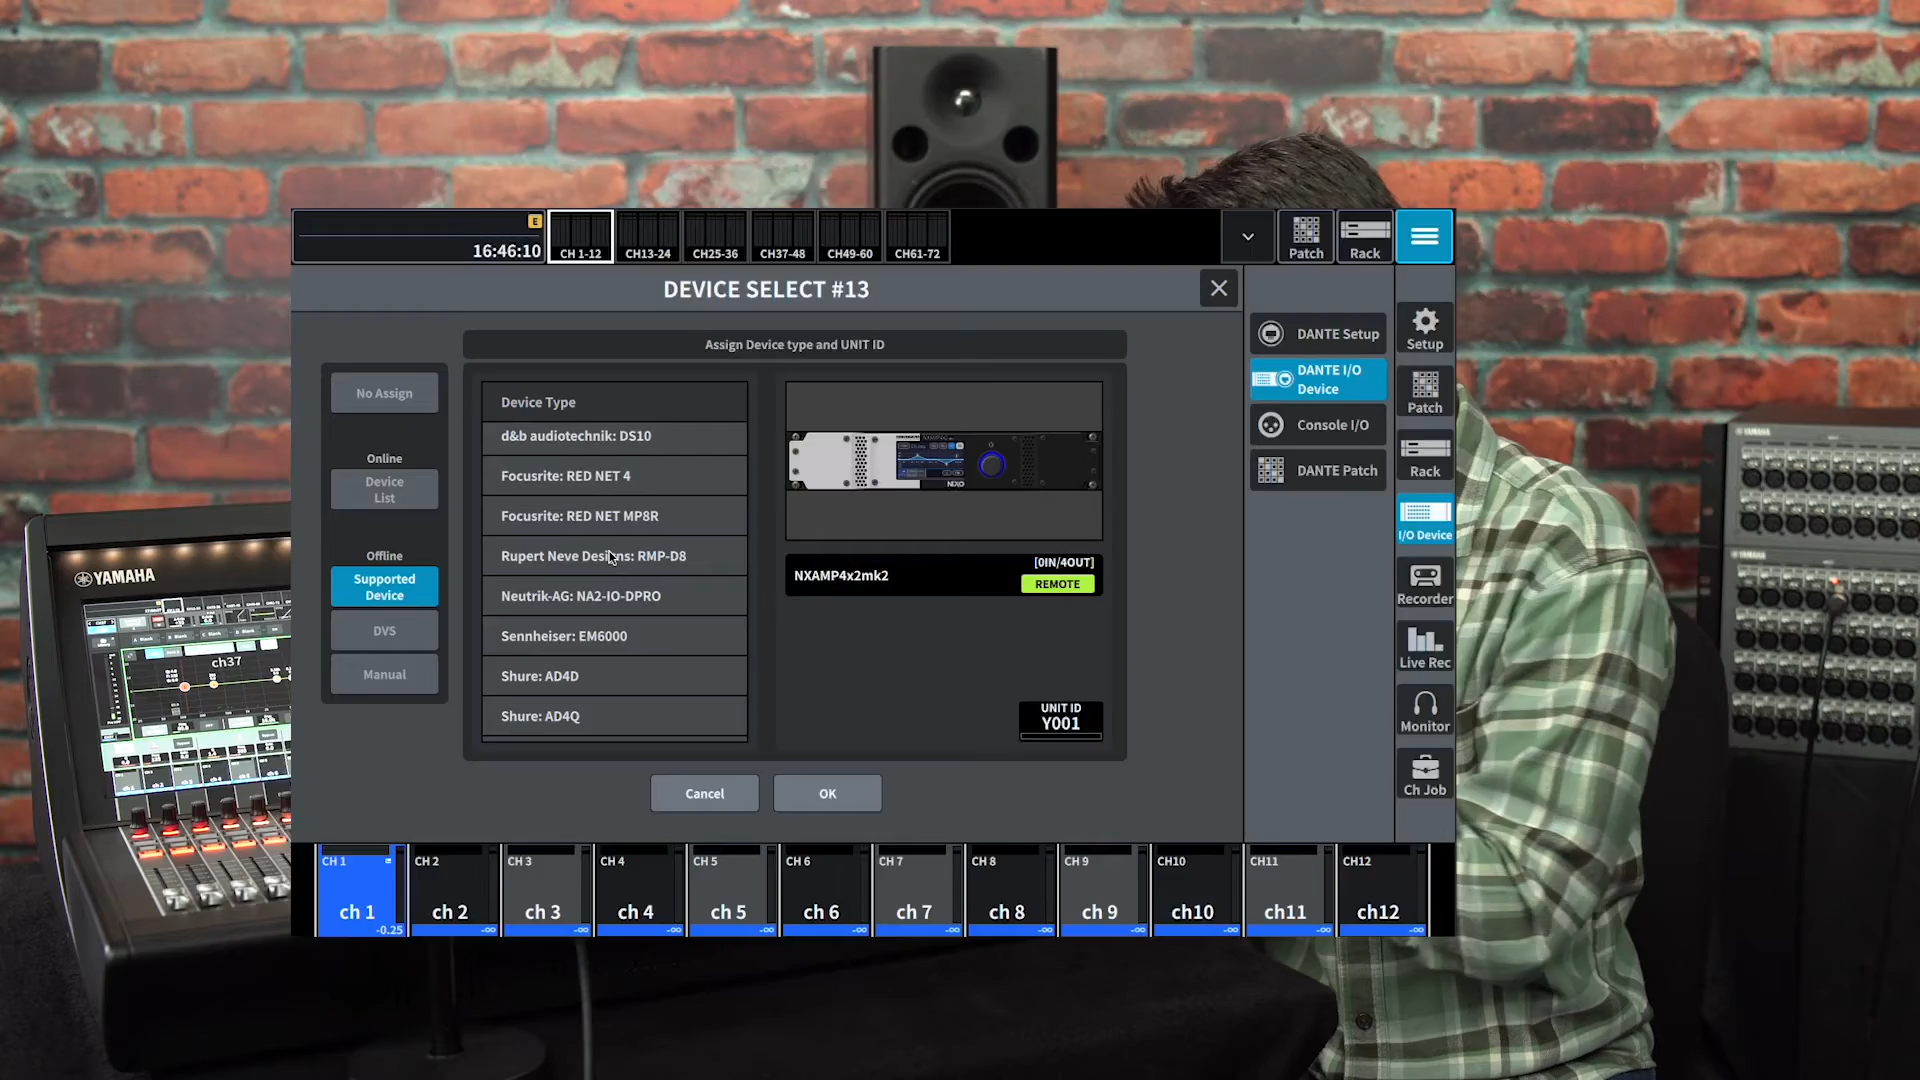 E
16:46:10
CH 1-12
CH13-24
CH25-36
CH37-48
CH49-60
CH61-72
Patch
Rack
DEVICE SELECT #13
Assign Device type and UNIT ID
No Assign
Online
Device
List
Offline
Supported
Device
DVS
Manual
Device Type
d&b audiotechnik: DS10
Focusrite: RED NET 4
Focusrite: RED NET MP8R
Rupert Neve Designs: RMP-D8
Neutrik-AG: NA2-IO-DPRO
Sennheiser: EM6000
Shure: AD4D
Shure: AD4Q
NEXO
NXAMP4x2mk2
[0IN/4OUT]
REMOTE
UNIT ID
Y001
Cancel
OK
DANTE Setup
DANTE I/O
Device
Console I/O
DANTE Patch
Setup
Patch
Rack
I/O Device
Recorder
Live Rec
Monitor
Ch Job
CH 1
ch 1
-0.25
CH 2
ch 2
-∞
CH 3
ch 3
-∞
CH 4
ch 4
-∞
CH 5
ch 5
-∞
CH 6
ch 6
-∞
CH 7
ch 7
-∞
CH 8
ch 8
-∞
CH 9
ch 9
-∞
CH10
ch10
-∞
CH11
ch11
-∞
CH12
ch12
-∞
YAMAHA
ch37